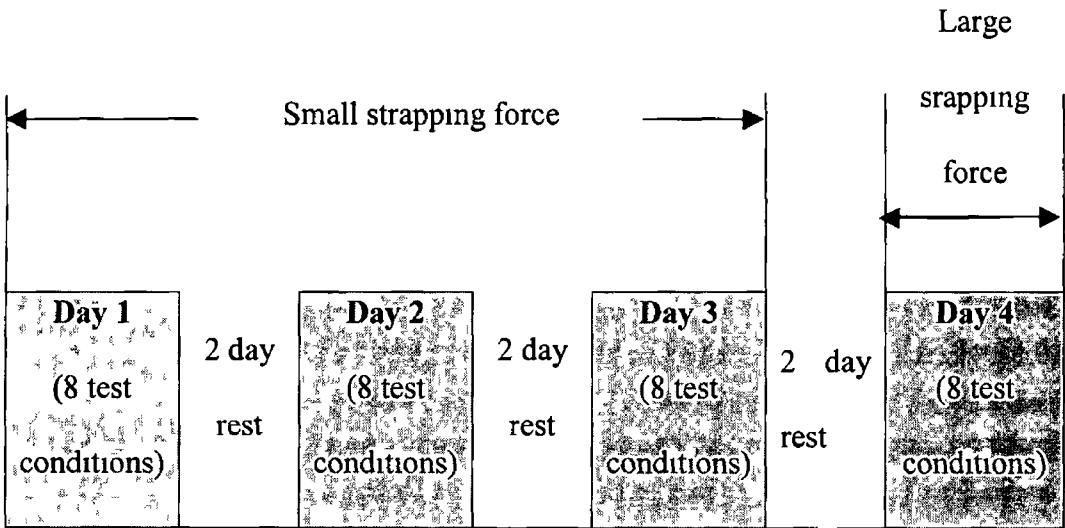 Large
srapping
force
Small strapping force
Day 1
(8 test
conditions)
2 day
rest
Day 2
(8 test
conditions)
2 day
rest
Day 3
(8 test
conditions)
2 day
rest
Day 4
(8 test
conditions)